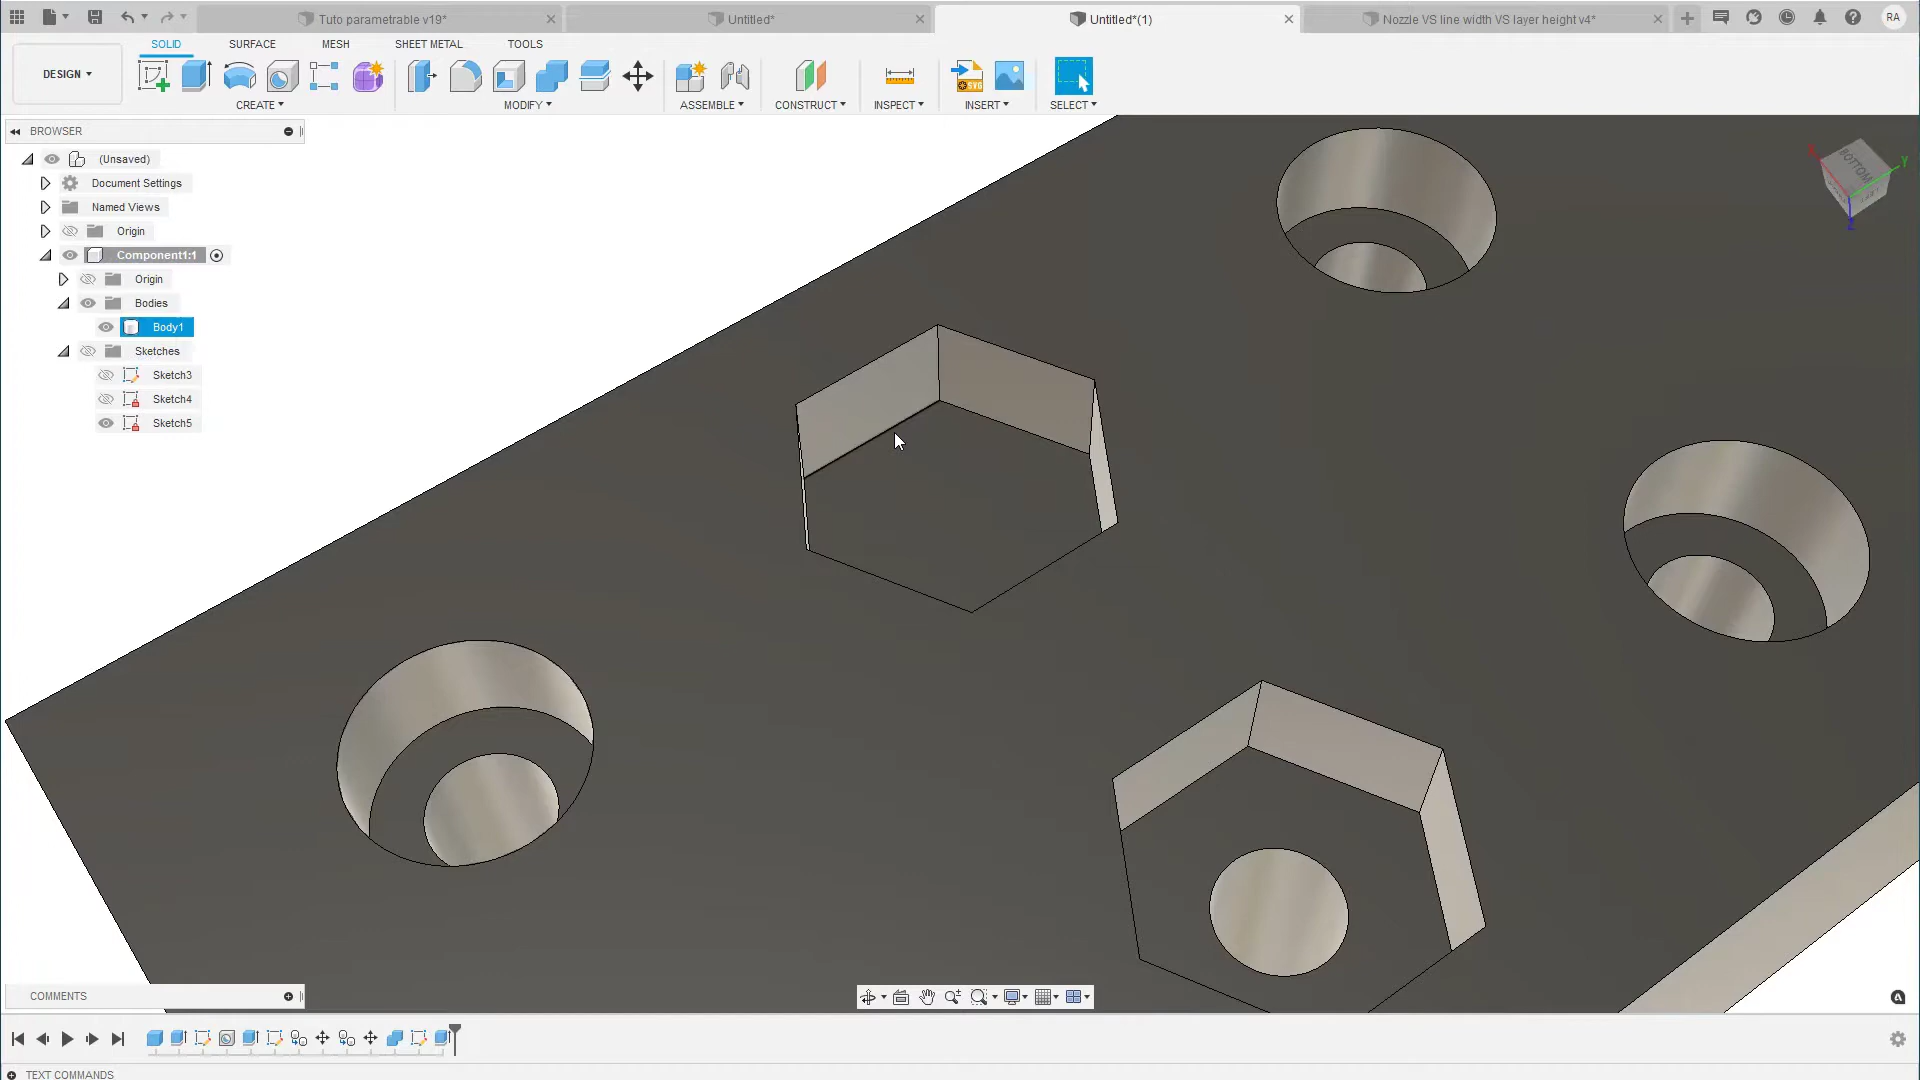 Tuto parametrable v19*
Untitled*
Untitled*(1)
Nozzle VS line width VS layer height v4*
RA
DESIGN
SOLID
SURFACE
MESH
SHEET METAL
TOOLS
CREATE
MODIFY
ASSEMBLE
CONSTRUCT
INSPECT
SVG
INSERT
SELECT
BROWSER
(Unsaved)
Document Settings
Named Views
Origin
Component1:1
Origin
Bodies
Body1
Sketches
Sketch3
Sketch4
Sketch5
X
Y
Z
BOTTOM
COMMENTS
TEXT COMMANDS